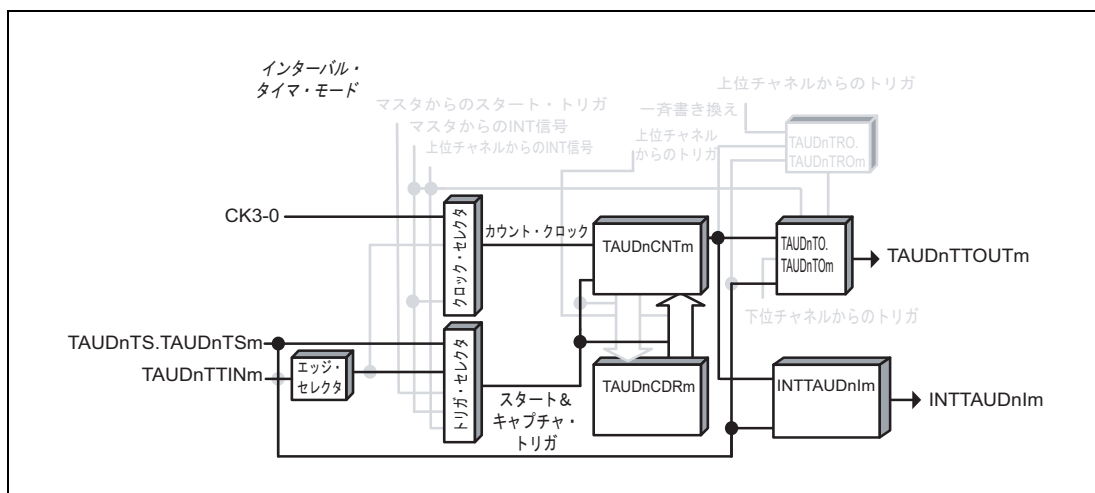 インターバル・
タイマ・モード
上位チャネルからのトリガ
マスタからのスタート・トリガ
一斉書き換え
マスタからのINT信号
上位チャネルからのINT信号
上位チャネル
からのトリガ
TAUDnTRO.
TAUDnTROm
CK3-0
クロック・セレクタ
カウント・クロック
TAUDnCNTm
TAUDnTO.
TAUDnTOm
TAUDnTTOUTm
下位チャネルからのトリガ
TAUDnTS.TAUDnTSm
TAUDnTTINm
エッジ・
セレクタ
トリガ・セレクタ
スタート&
キャプチャ・
トリガ
TAUDnCDRm
INTTAUDnIm
INTTAUDnIm